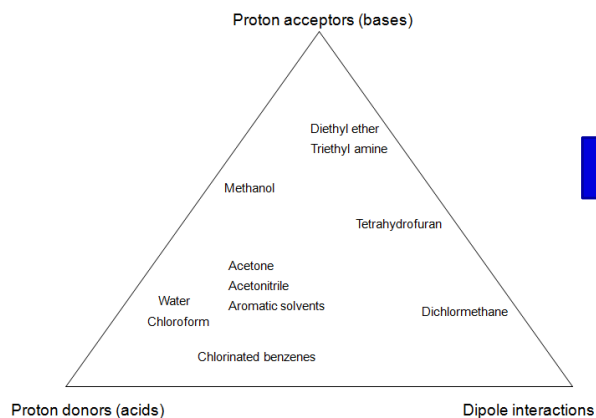 Proton acceptors (bases)
Diethyl ether
Triethyl amine
Methanol
Tetrahydrofuran
Acetone
Acetonitrile
Aromatic solvents
Water
Chloroform
Dichlormethane
Chlorinated benzenes
Proton donors (acids)
Dipole interactions